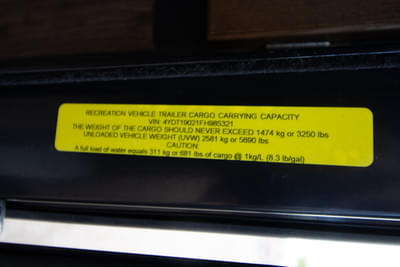 RECREATION VEHICLE TRAILER CARGO CARRYING CAPACITY
VIN: 4YDT19021FH985321
THE WEIGHT OF THE CARGO SHOULD NEVER EXCEED 1474 kg or 3250 lbs
UNLOADED VEHICLE WEIGHT (UVW) 2581 kg or 5690 lbs
CAUTION:
A full load of water equals 311 kg or 681 lbs of cargo @ 1kg/L (8.3 lb/gal)